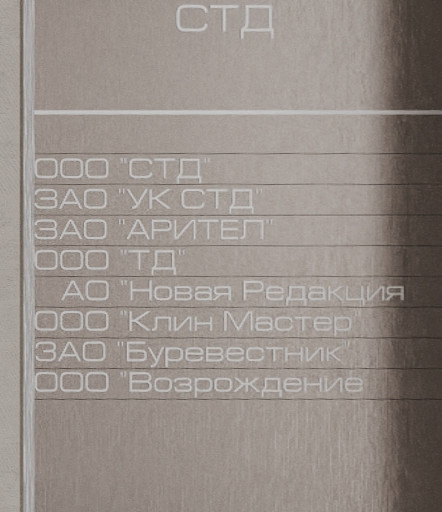 СТД
ООО "СТД"
ЗАО "УК СТД"
ЗАО "АРИТЕЛ"
ООО "ТД"
АО "Новая Редакция
ООО "Клин Мастер"
ЗАО "Буревестник"
ООО "Возрождение